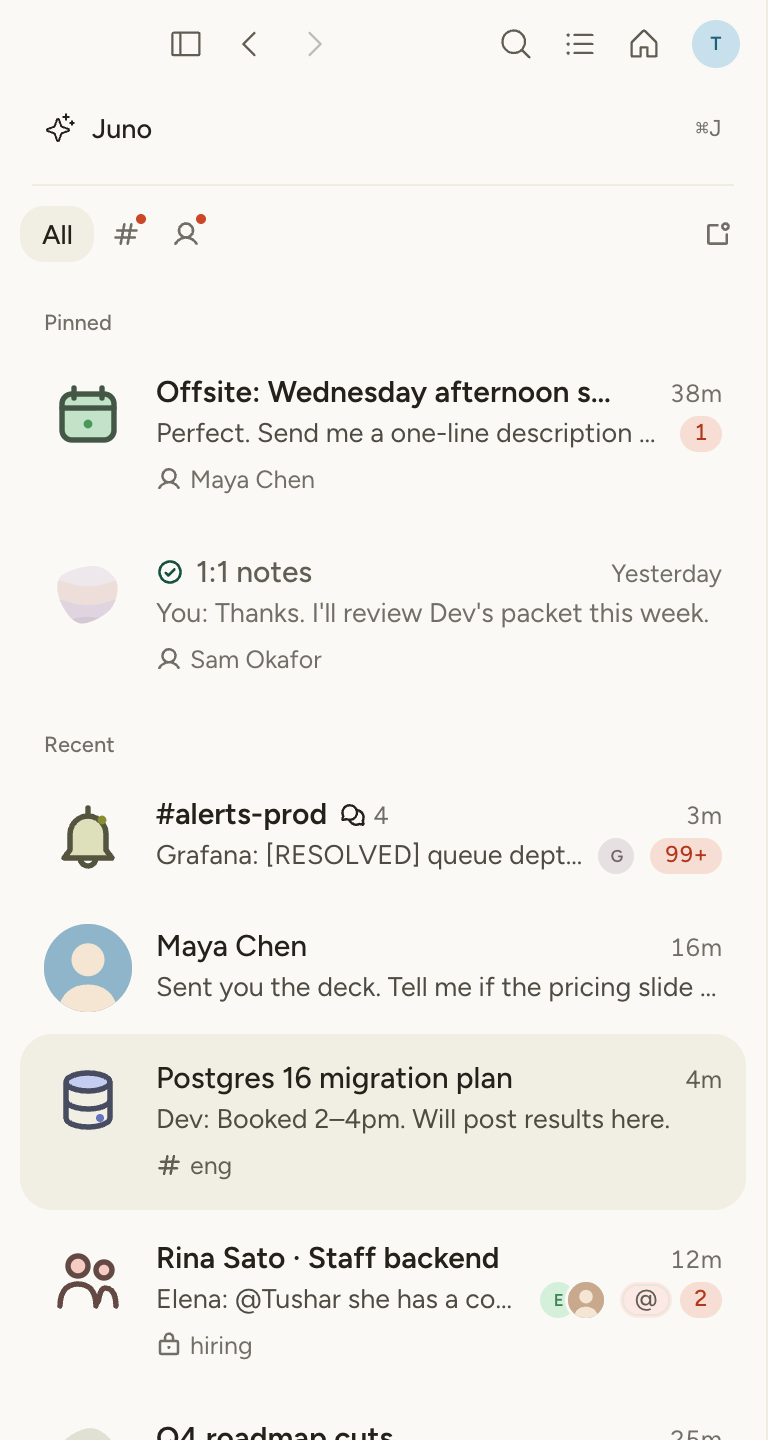 T
Juno ⌘J
All
Pinned
Offsite: Wednesday afternoon s... 38m
Perfect. Send me a one-line description ... 1
Maya Chen
1:1 notes Yesterday
You: Thanks. I'll review Dev's packet this week.
Sam Okafor
Recent
#alerts-prod 4 3m
Grafana: [RESOLVED] queue dept... G 99+
Maya Chen 16m
Sent you the deck. Tell me if the pricing slide ...
Postgres 16 migration plan 4m
Dev: Booked 2–4pm. Will post results here.
# eng
Rina Sato · Staff backend 12m
Elena: @Tushar she has a co... E @ 2
hiring
Q4 roadmap cuts 25m